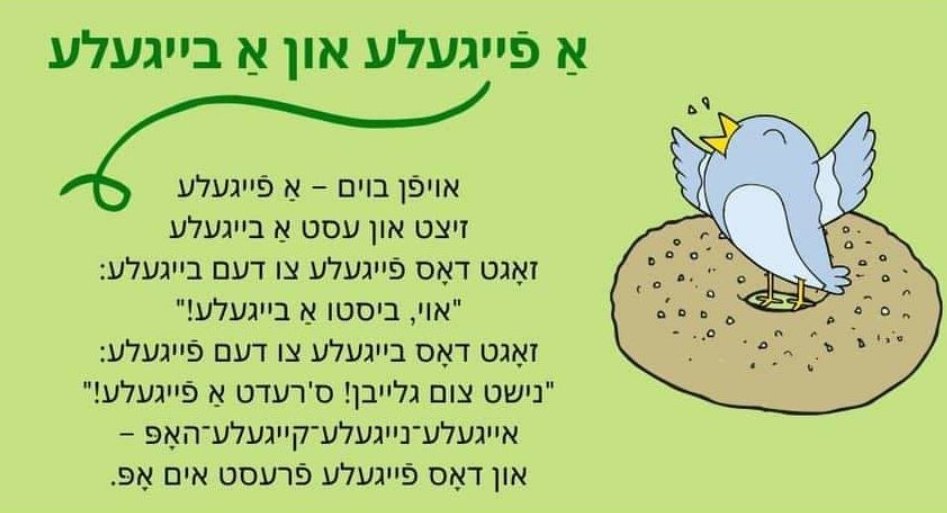 אַ פֿייגעלע און אַ בייגעלע
אויפֿן בוים – אַ פֿייגעלע
זיצט און עסט אַ בייגעלע
זאָגט דאָס פֿייגעלע צו דעם בייגעלע:
"אוי, ביסטו אַ בייגעלע!"
זאָגט דאָס בייגעלע צו דעם פֿייגעלע:
"נישט צום גלייבן! ס'רעדט אַ פֿייגעלע!"
אייגעלע־נייגעלע־קייגעלע־האָפּ –
און דאָס פֿייגעלע פֿרעסט אים אָפּ.